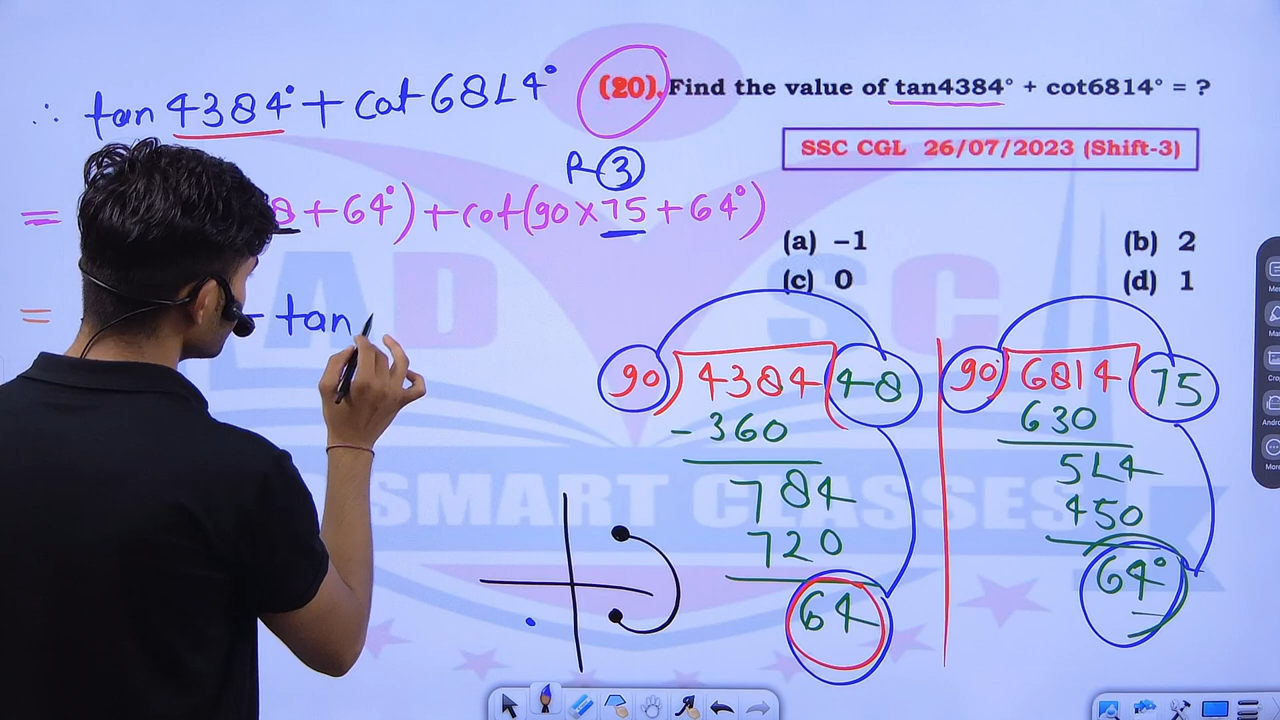 ∴ tan 4384° + cot 6814°
(20). Find the value of tan4384° + cot6814° = ?
SSC CGL 26/07/2023 (Shift-3)
R-3
= 8 + 64°) + cot(90 × 75 + 64°)
(a) –1
(b) 2
(c) 0
(d) 1
= - tan
90) 4384 (48
- 360
784
720
64
90) 6814 (75
630
514
450
64°
SC
SMART CLASSES